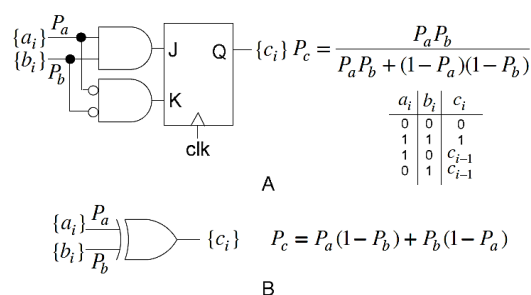 {a_i} P_a
{b_i} P_b
J Q
K
clk
{c_i} P_c = P_a P_b / (P_a P_b + (1−P_a)(1−P_b))
a_i b_i c_i
0 0 0
1 1 1
1 0 c_{i−1}
0 1 c_{i−1}
A
{a_i} P_a
{b_i} P_b
{c_i} P_c = P_a(1−P_b) + P_b(1−P_a)
B